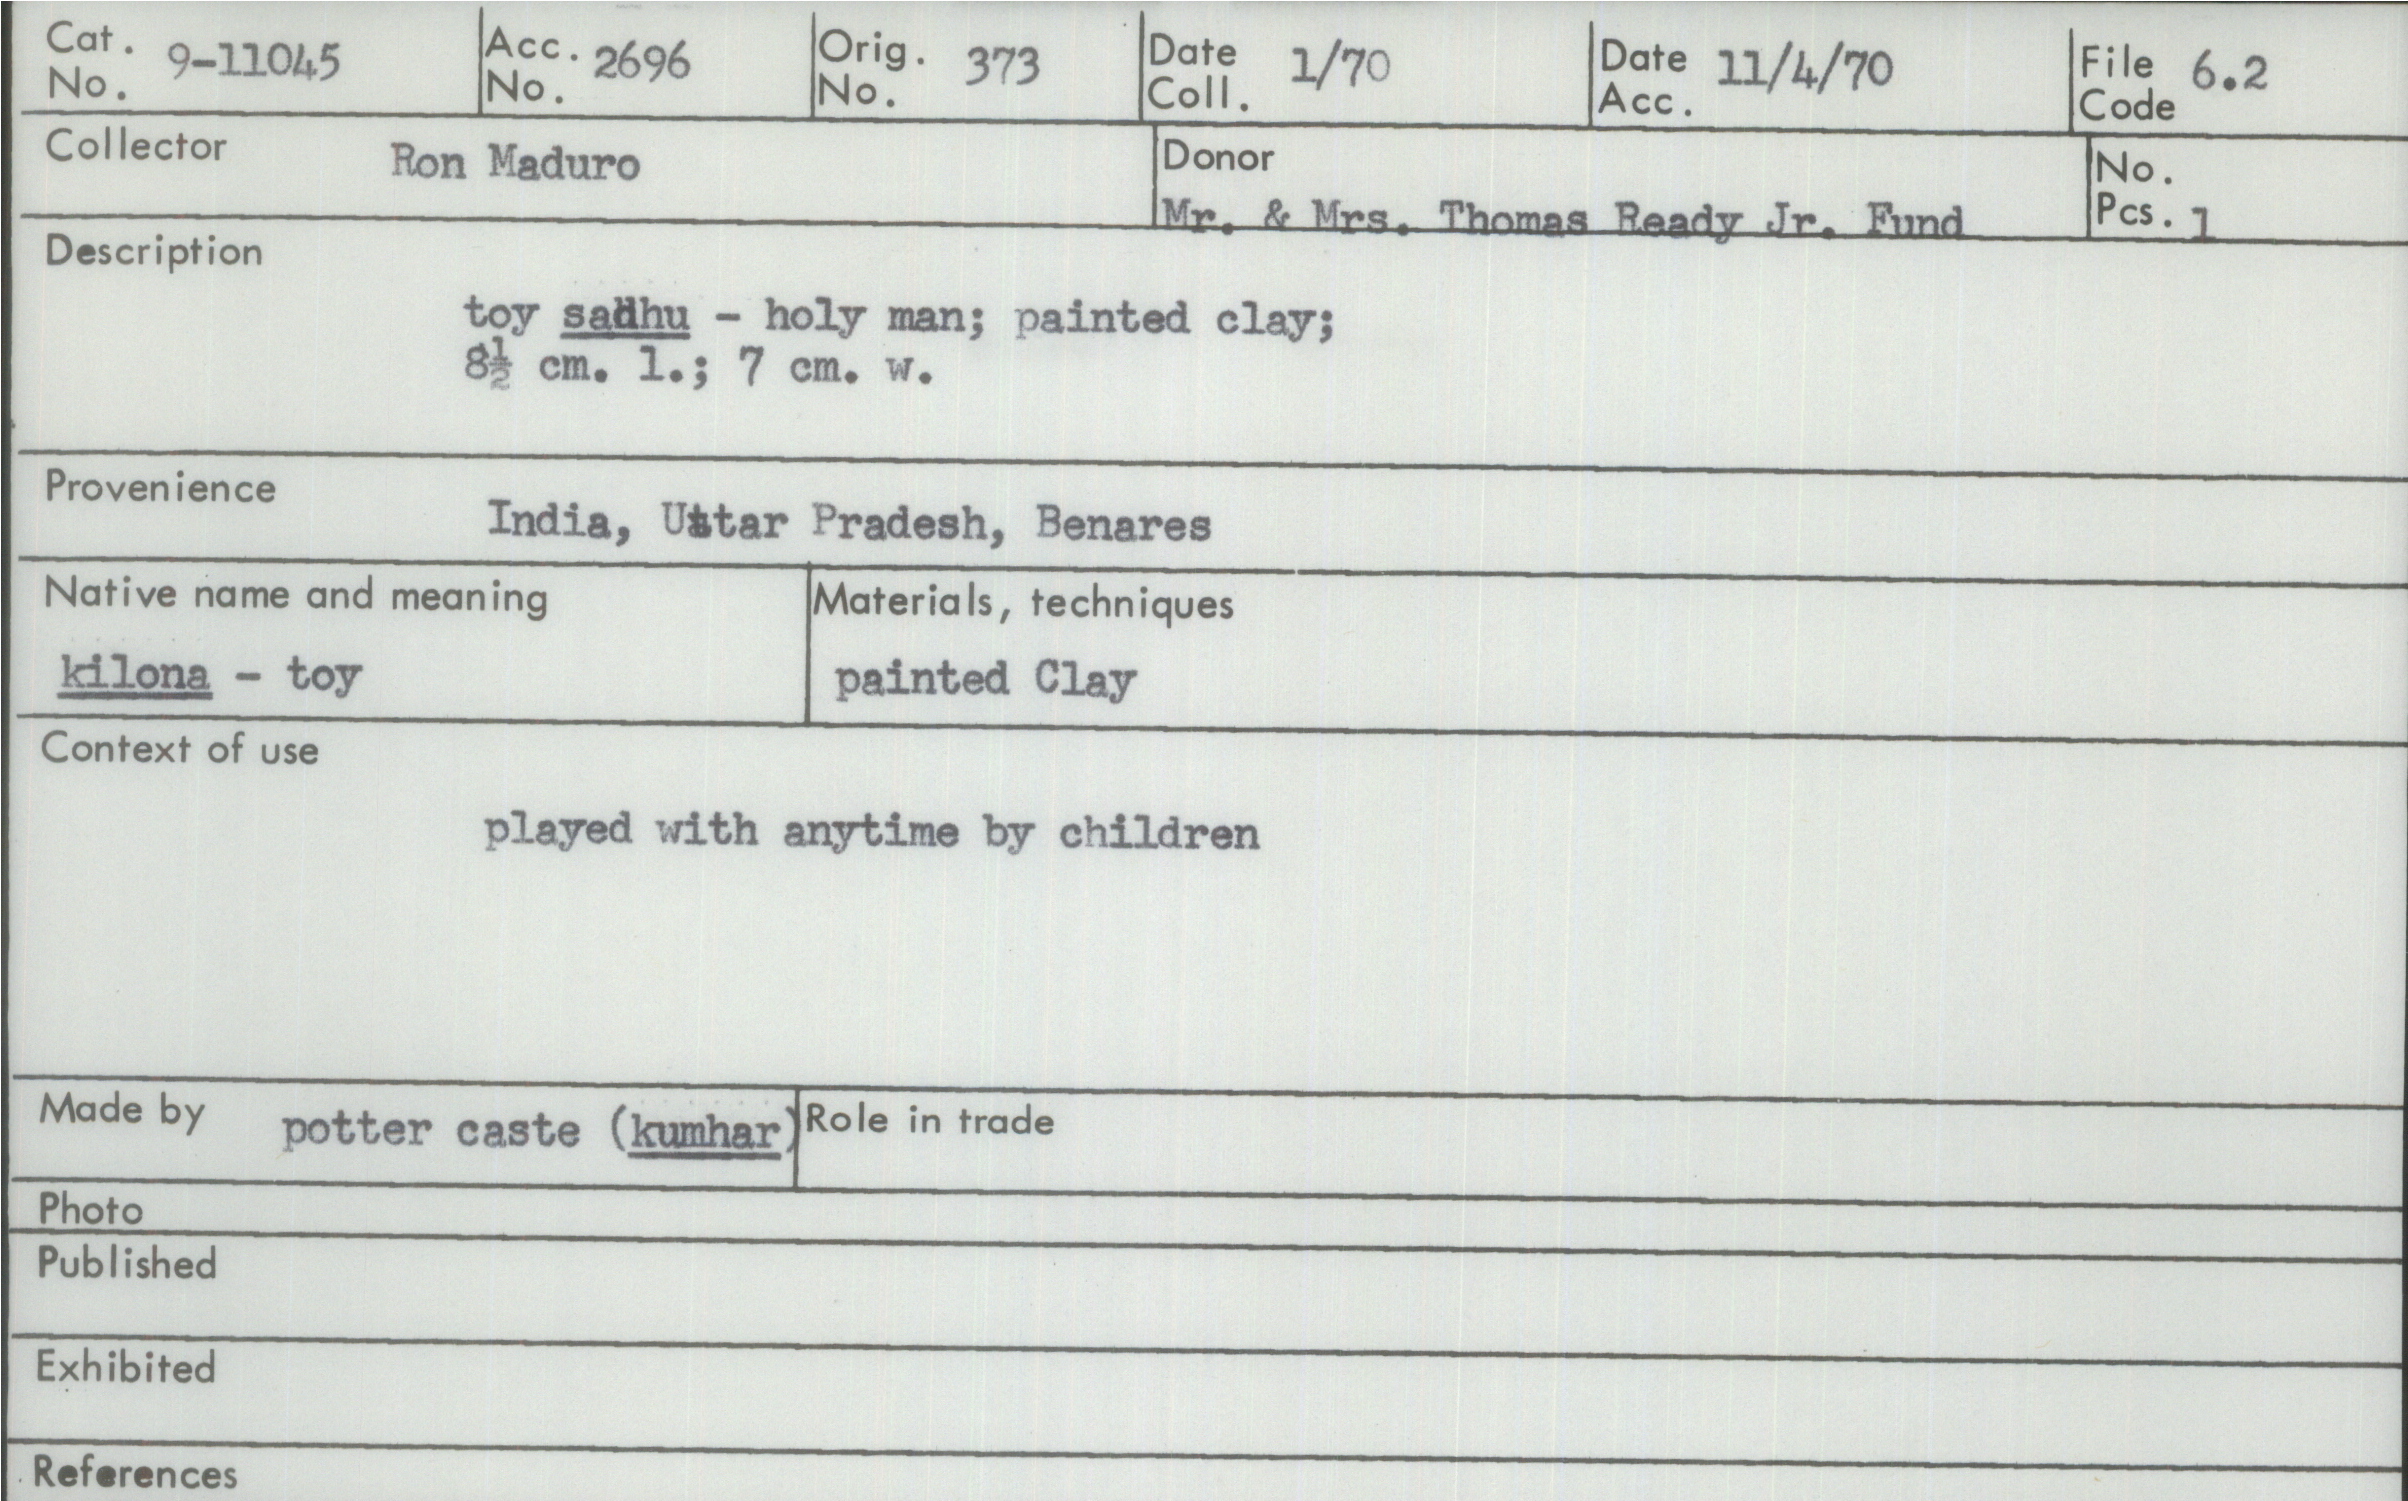 Cat. No. 9-11045 Acc. No. 2696 Orig. No. 373 Date Coll. 1/70 Date Acc. 11/4/70 File Code 6.2
Collector Ron Maduro Donor Mr. & Mrs. Thomas Ready Jr. Fund No. Pcs. 1
Description
toy sadhu - holy man; painted clay;
8½ cm. l.; 7 cm. w.
Provenience
India, Uttar Pradesh, Benares
Native name and meaning Materials, techniques
kilona - toy painted Clay
Context of use
played with anytime by children
Made by potter caste (kumhar) Role in trade
Photo
Published
Exhibited
References